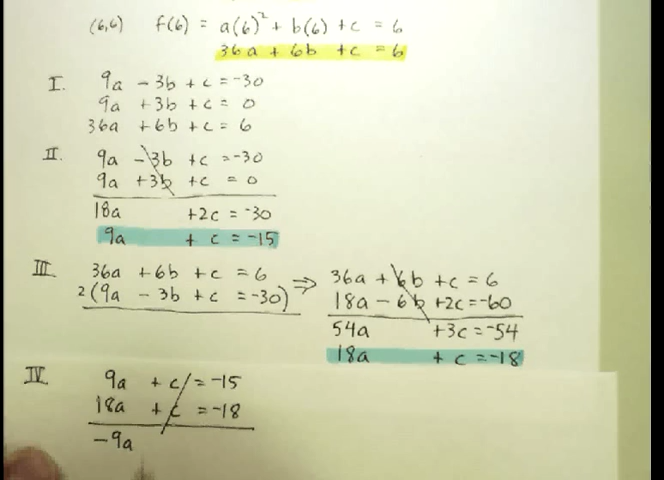 (6,6) f(6) = a(6)² + b(6) + c = 6
36a + 6b + c = 6
I. 9a - 3b + c = -30
9a + 3b + c = 0
36a + 6b + c = 6
II. 9a - 3b + c = -30
9a + 3b + c = 0
18a + 2c = -30
9a + c = -15
III. 36a + 6b + c = 6
2(9a - 3b + c = -30) ⇒
36a + 6b + c = 6
18a - 6b + 2c = -60
54a + 3c = -54
18a + c = -18
IV. 9a + c = -15
18a + c = -18
-9a